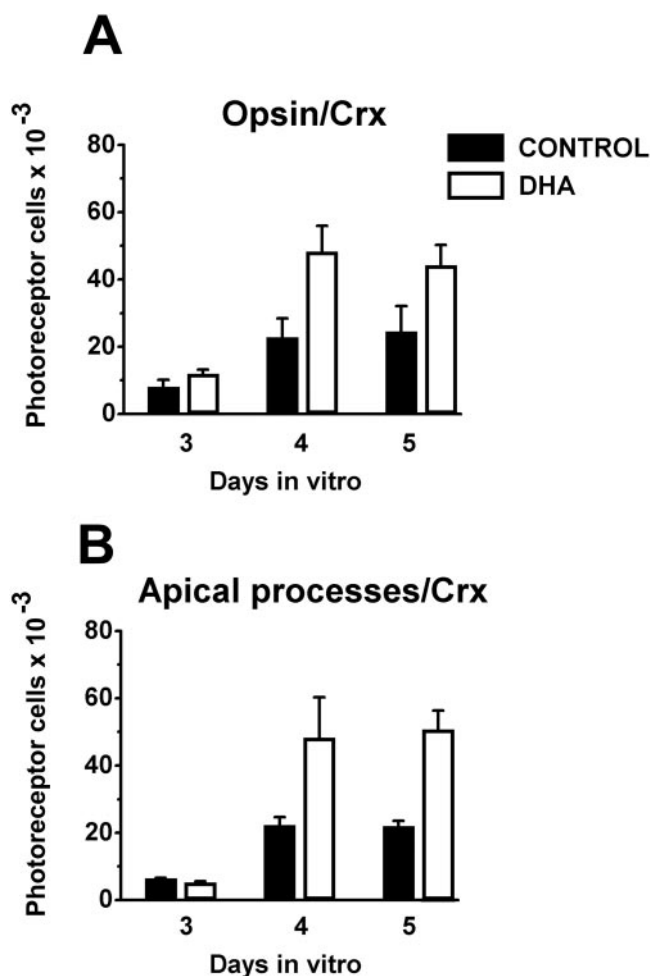 A
Opsin/Crx
CONTROL
DHA
Photoreceptor cells x 10-3
80
60
40
20
0
3 4 5
Days in vitro
B
Apical processes/Crx
Photoreceptor cells x 10-3
80
60
40
20
0
3 4 5
Days in vitro